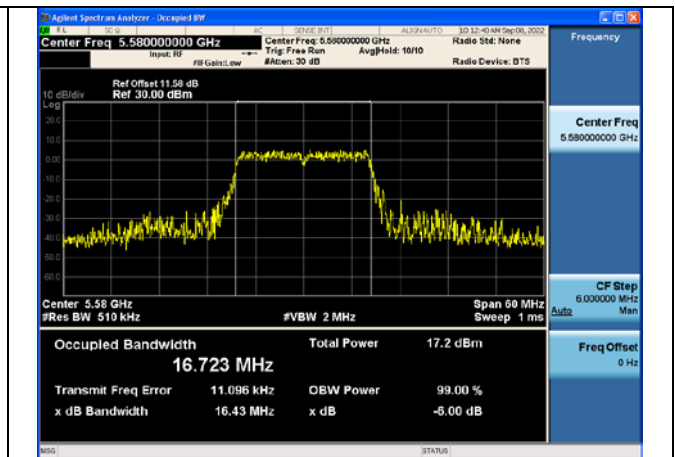 Agilent Spectrum Analyzer - Occupied BW
RL 50 Ω AC SENSE:INT ALIGNAUTO 10:12:40 AM Sep 08, 2022
Center Freq 5.580000000 GHz Center Freq: 5.580000000 GHz Radio Std: None Frequency
Input: RF Trig: Free Run Avg|Hold: 10/10
#IFGain:Low #Atten: 30 dB Radio Device: BTS
Ref Offset 11.58 dB
10 dB/div Ref 30.00 dBm
Log
20.0
10.0
0.00
-10.0
-20.0
-30.0
-40.0
-50.0
-60.0
Center Freq
5.580000000 GHz
Center 5.58 GHz Span 60 MHz
#Res BW 510 kHz #VBW 2 MHz Sweep 1 ms
CF Step
6.000000 MHz
Auto Man
Occupied Bandwidth Total Power 17.2 dBm
16.723 MHz
Transmit Freq Error 11.096 kHz OBW Power 99.00 %
x dB Bandwidth 16.43 MHz x dB -6.00 dB
Freq Offset
0 Hz
MSG STATUS